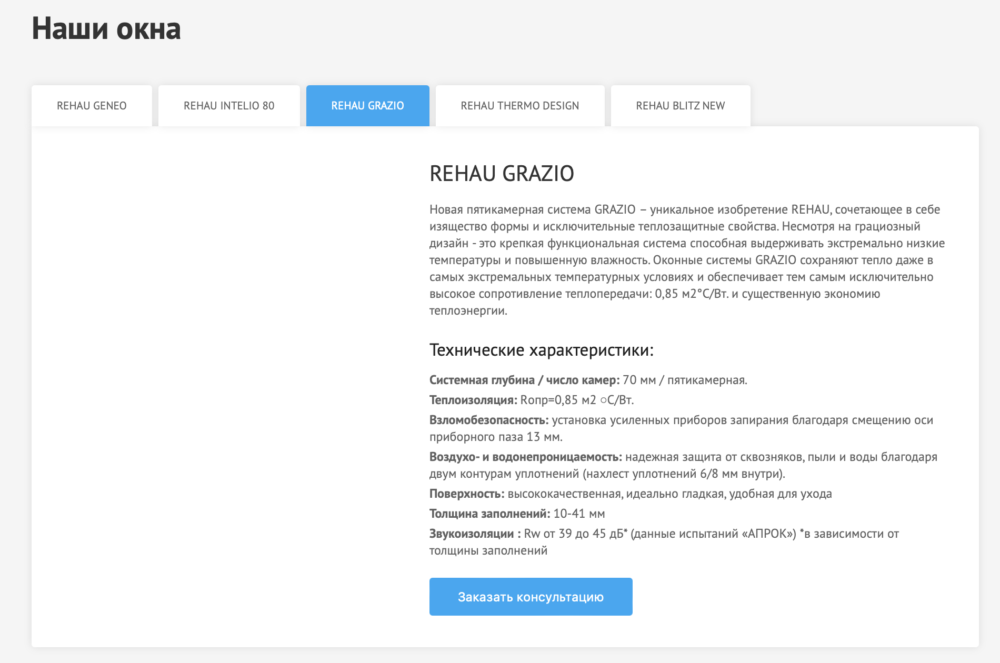 Наши окна
REHAU GENEO
REHAU INTELIO 80
REHAU GRAZIO
REHAU THERMO DESIGN
REHAU BLITZ NEW
REHAU GRAZIO
Новая пятикамерная система GRAZIO – уникальное изобретение REHAU, сочетающее в себе
изящество формы и исключительные теплозащитные свойства. Несмотря на грациозный
дизайн - это крепкая функциональная система способная выдерживать экстремально низкие
температуры и повышенную влажность. Оконные системы GRAZIO сохраняют тепло даже в
самых экстремальных температурных условиях и обеспечивает тем самым исключительно
высокое сопротивление теплопередачи: 0,85 м2°С/Вт. и существенную экономию
теплоэнергии.
Технические характеристики:
Системная глубина / число камер: 70 мм / пятикамерная.
Теплоизоляция: Rопр=0,85 м2 ○С/Вт.
Взломобезопасность: установка усиленных приборов запирания благодаря смещению оси
приборного паза 13 мм.
Воздухо- и водонепроницаемость: надежная защита от сквозняков, пыли и воды благодаря
двум контурам уплотнений (нахлест уплотнений 6/8 мм внутри).
Поверхность: высококачественная, идеально гладкая, удобная для ухода
Толщина заполнений: 10-41 мм
Звукоизоляции : Rw от 39 до 45 дБ* (данные испытаний «АПРОК») *в зависимости от
толщины заполнений
Заказать консультацию